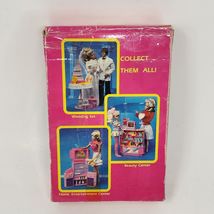 COLLECT
THEM ALL!
Wedding Set
Beauty Center
Home Entertainment Center